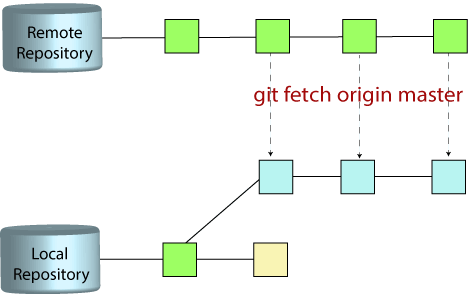 Remote
Repository
git fetch origin master
Local
Repository